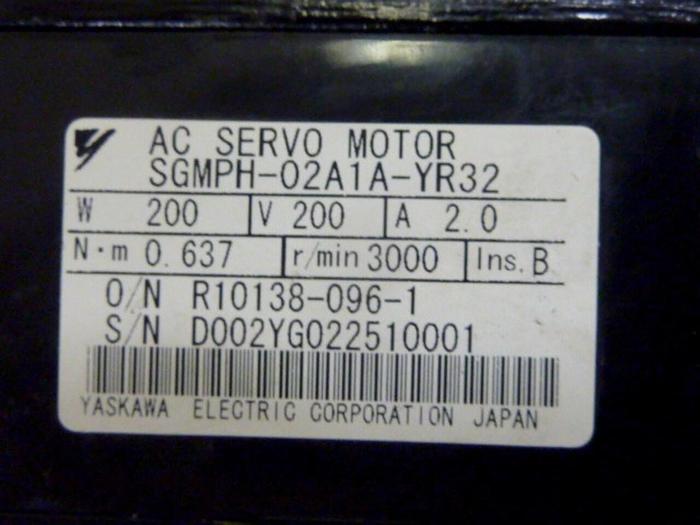 AC SERVO MOTOR
SGMPH-02A1A-YR32
W 200 V 200 A 2.0
N·m 0.637 r/min 3000 Ins. B
O/N R10138-096-1
S/N D002YG022510001
YASKAWA ELECTRIC CORPORATION JAPAN